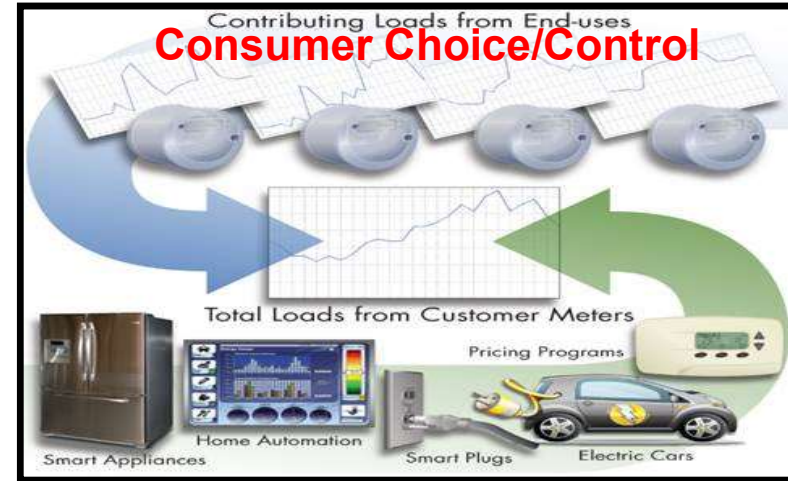 Contributing Loads from End-uses
Consumer Choice/Control
Total Loads from Customer Meters
Pricing Programs
Home Automation
Smart Appliances
Smart Plugs
Electric Cars